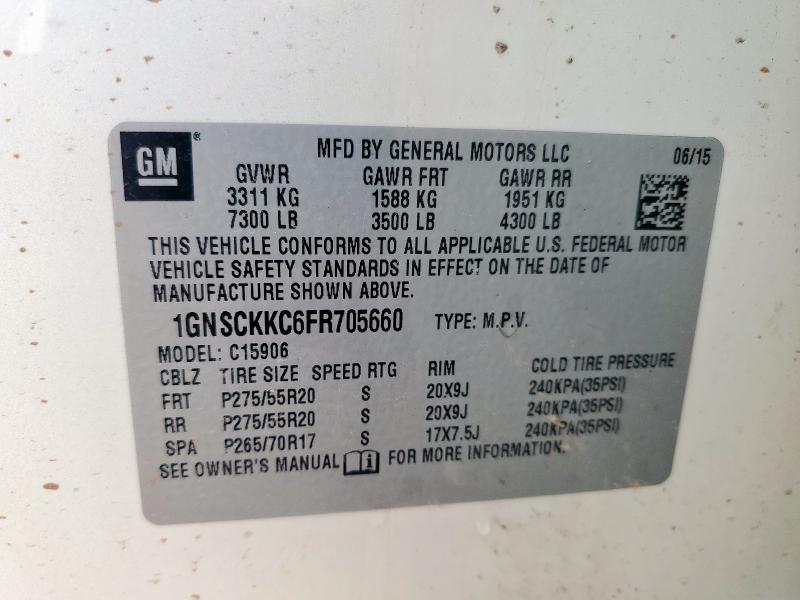 GM®
MFD BY GENERAL MOTORS LLC 06/15
GVWR GAWR FRT GAWR RR
3311 KG 1588 KG 1951 KG
7300 LB 3500 LB 4300 LB
THIS VEHICLE CONFORMS TO ALL APPLICABLE U.S. FEDERAL MOTOR
VEHICLE SAFETY STANDARDS IN EFFECT ON THE DATE OF
MANUFACTURE SHOWN ABOVE.
1GNSCKKC6FR705660 TYPE: M.P.V.
MODEL: C15906
CBLZ TIRE SIZE SPEED RTG RIM COLD TIRE PRESSURE
FRT P275/55R20 S 20X9J 240KPA(35PSI)
RR P275/55R20 S 20X9J 240KPA(35PSI)
SPA P265/70R17 S 17X7.5J 240KPA(35PSI)
SEE OWNER'S MANUAL i FOR MORE INFORMATION.